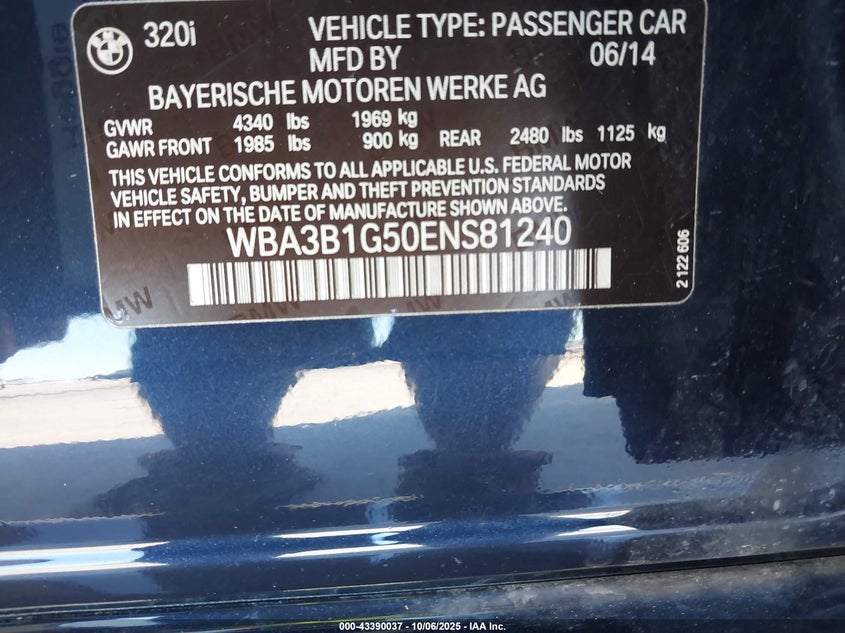 320i
VEHICLE TYPE: PASSENGER CAR
MFD BY 06/14
BAYERISCHE MOTOREN WERKE AG
GVWR 4340 lbs 1969 kg
GAWR FRONT 1985 lbs 900 kg REAR 2480 lbs 1125 kg
THIS VEHICLE CONFORMS TO ALL APPLICABLE U.S. FEDERAL MOTOR
VEHICLE SAFETY, BUMPER AND THEFT PREVENTION STANDARDS
IN EFFECT ON THE DATE OF MANUFACTURE SHOWN ABOVE.
WBA3B1G50ENS81240
2 122 606
000-43390037 - 10/06/2025 - IAA Inc.